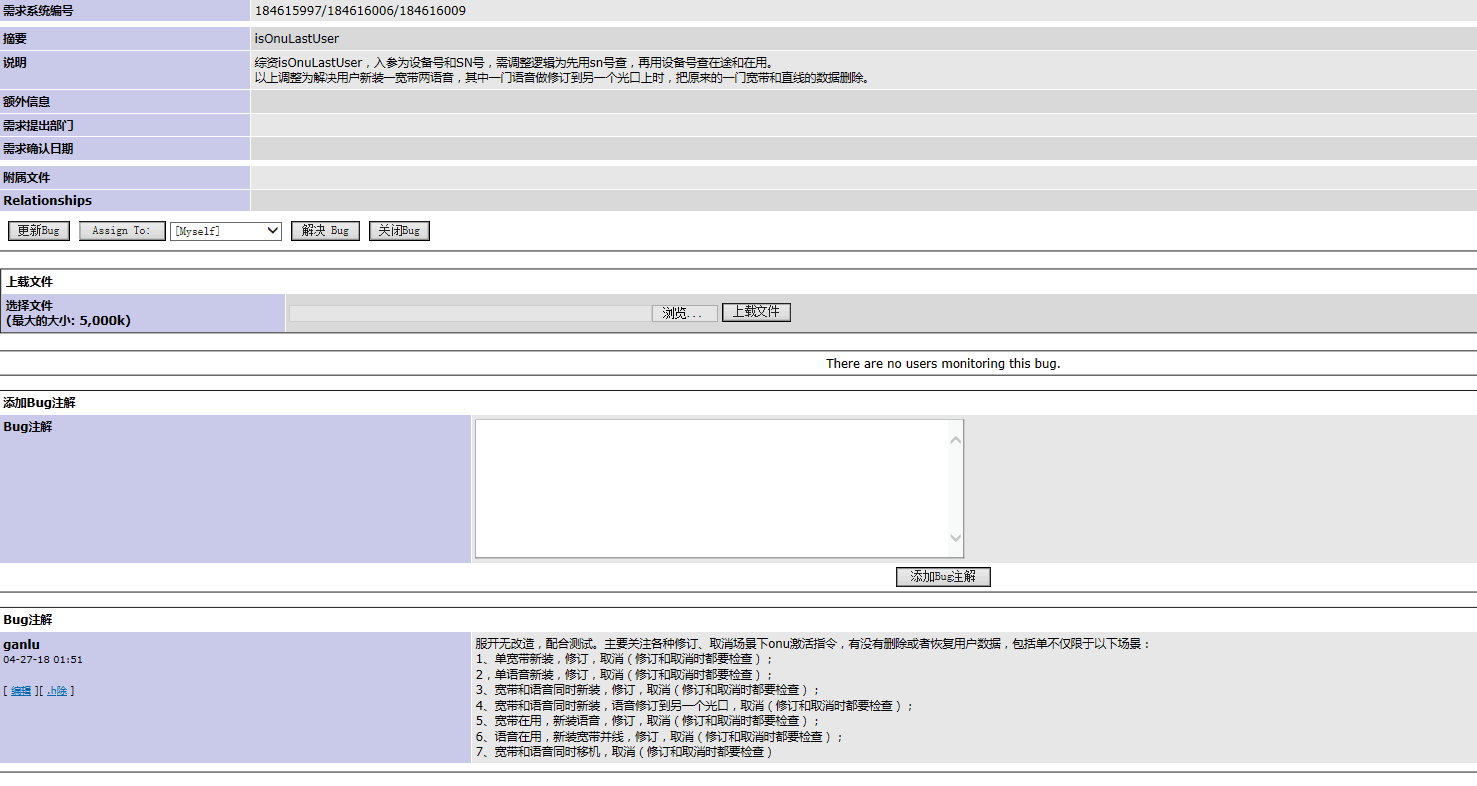 需求系统编号 184615997/184616006/184616009
摘要 isOnuLastUser
说明 综资isOnuLastUser，入参为设备号和SN号，需调整逻辑为先用sn号查，再用设备号查在途和在用。
以上调整为解决用户新装一宽带两语音，其中一门语音做修订到另一个光口上时，把原来的一门宽带和直线的数据删除。
额外信息
需求提出部门
需求确认日期
附属文件
Relationships
更新Bug Assign To: [Myself] 解决 Bug 关闭Bug
上载文件
选择文件
(最大的大小: 5,000k) 浏览... 上载文件
There are no users monitoring this bug.
添加Bug注解
Bug注解
添加Bug注解
Bug注解
ganlu
04-27-18 01:51
[ 编辑 ][ 上除 ]
服开无改造，配合测试。主要关注各种修订、取消场景下onu激活指令，有没有删除或者恢复用户数据，包括单不仅限于以下场景：
1、单宽带新装，修订，取消（修订和取消时都要检查）；
2，单语音新装，修订，取消（修订和取消时都要检查）；
3、宽带和语音同时新装，修订，取消（修订和取消时都要检查）；
4、宽带和语音同时新装，语音修订到另一个光口，取消（修订和取消时都要检查）；
5、宽带在用，新装语音，修订，取消（修订和取消时都要检查）；
6、语音在用，新装宽带并线，修订，取消（修订和取消时都要检查）；
7、宽带和语音同时移机，取消（修订和取消时都要检查）